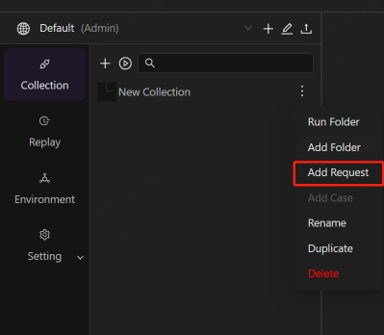 Default (Admin)
Collection
New Collection
Run Folder
Replay
Add Folder
Add Request
Environment
Add Case
Rename
Setting
Duplicate
Delete